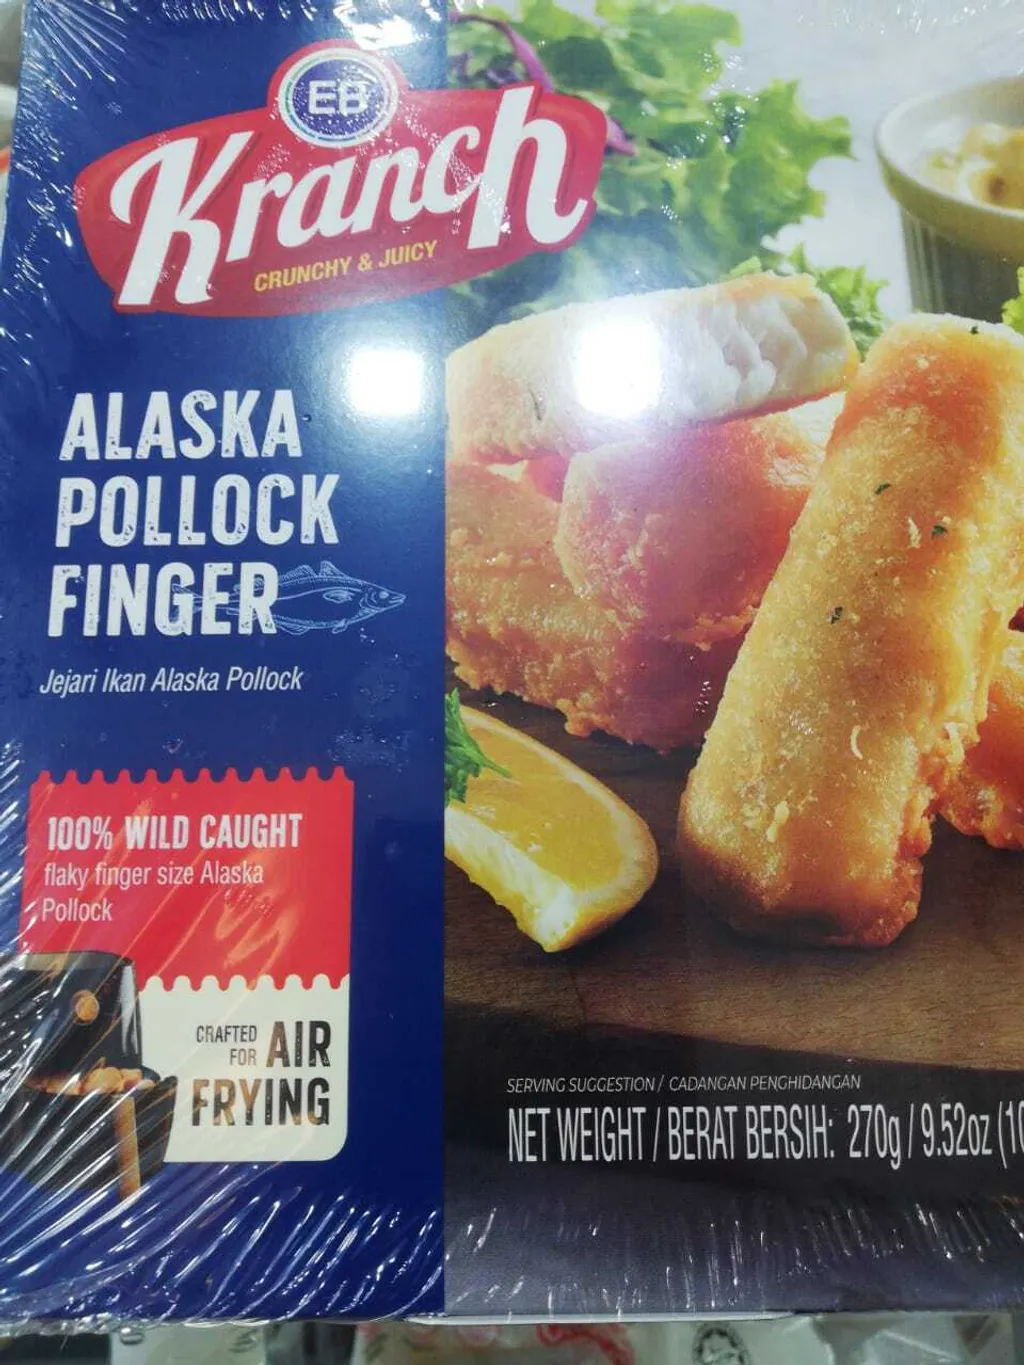 EB
Kranch
CRUNCHY & JUICY
ALASKA
POLLOCK
FINGER
Jejari Ikan Alaska Pollock
100% WILD CAUGHT
flaky finger size Alaska
Pollock
CRAFTED
FOR AIR
FRYING
SERVING SUGGESTION / CADANGAN PENGHIDANGAN
NET WEIGHT / BERAT BERSIH: 270g / 9.52oz (10